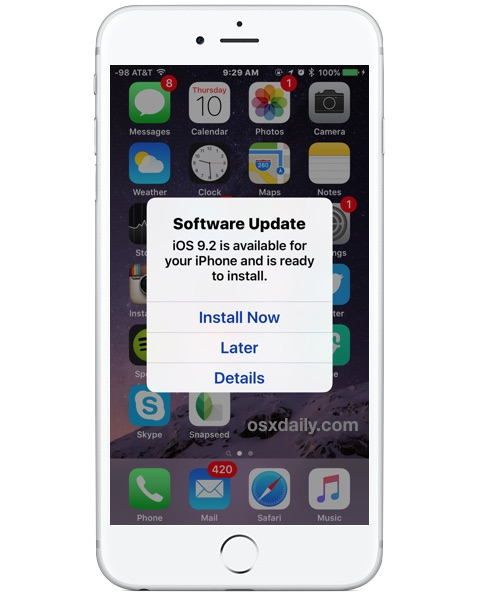 -98 AT&T 9:29 AM 100%
8 Thursday 10 1
Messages Calendar Photos Camera
280
Weather Clock Maps Notes
1
Software Update
iOS 9.2 is available for
your iPhone and is ready
to install.
Install Now
Later
Details
Skype Snapseed
osxdaily.com
420
Phone Mail Safari Music